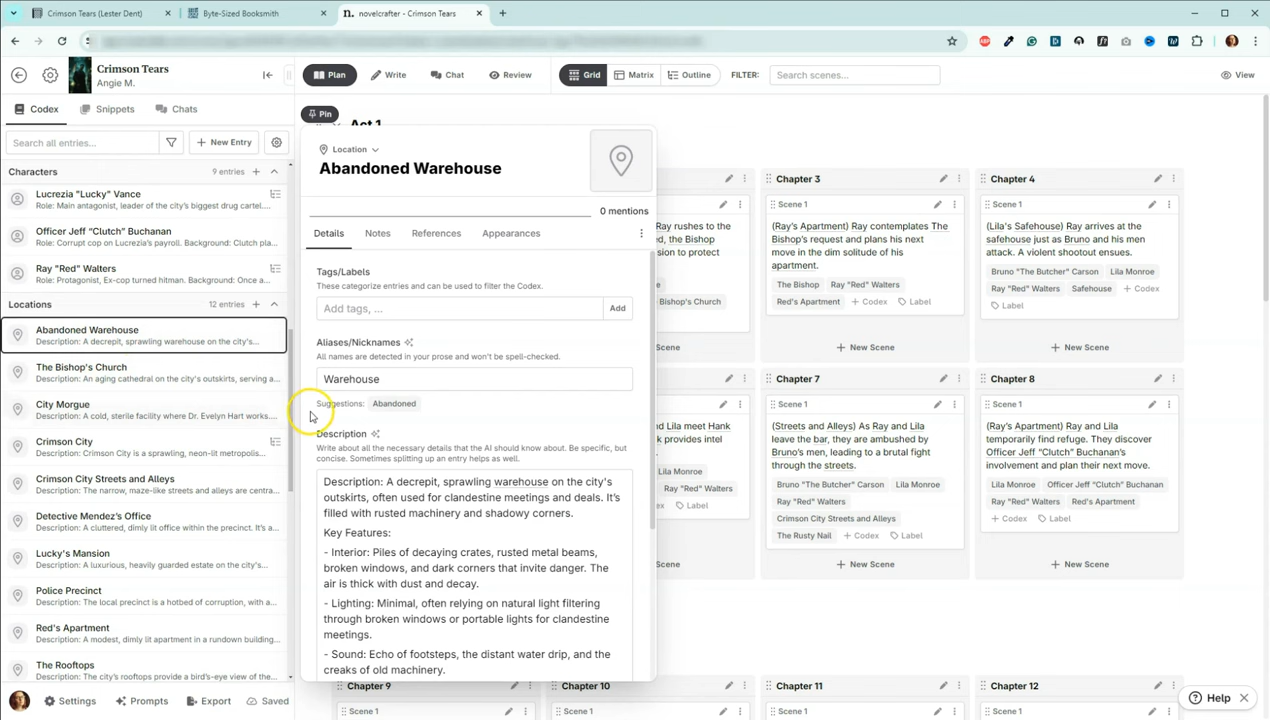 Crimson Tears (Lester Dent)
Byte-Sized Booksmith
novelcrafter - Crimson Tears
Crimson Tears
Angie M.
Plan
Write
Chat
Review
Grid
Matrix
Outline
FILTER:
Search scenes...
View
Codex
Snippets
Chats
Search all entries...
New Entry
Characters
9 entries
Lucrezia "Lucky" Vance
Role: Main antagonist, leader of the city's biggest drug cartel....
Officer Jeff “Clutch” Durham
Role: Corrupt cop on Lucrezia's payroll. Background: Clutch pla...
Ray "Red" Walters
Role: Protagonist, Ex-cop turned hitman. Background: Once a...
Locations
12 entries
Abandoned Warehouse
Description: A decrepit, sprawling warehouse on the city's...
The Bishop's Church
Description: An aging cathedral on the city's outskirts, serving a...
City Morgue
Description: A cold, sterile facility where Dr. Evelyn Hart works....
Crimson City
Description: Crimson City is a sprawling, neon-lit metropolis...
Crimson City Streets and Alleys
Description: The narrow, maze-like streets and alleys are centra...
Detective Mendez's Office
Description: A cluttered, dimly lit office within the precinct. It's a...
Lucky's Mansion
Description: A luxurious, heavily guarded estate on the city's...
Police Precinct
Description: The local precinct is a hotbed of corruption, with a...
Red's Apartment
Description: A modest, dimly lit apartment in a rundown building...
The Rooftops
Description: The city's rooftops provide a bird's-eye view of the...
Settings
Prompts
Export
Saved
Pin
Act 1
Location
Abandoned Warehouse
0 mentions
Details
Notes
References
Appearances
Tags/Labels
These categorize entries and can be used to filter the Codex.
Add tags, ...
Add
Aliases/Nicknames
All names are detected in your prose and won't be spell-checked.
Warehouse
Suggestions:
Abandoned
Description
Write about all the necessary details that the AI should know about. Be specific, but
concise. Sometimes splitting up an entry helps as well.
Description: A decrepit, sprawling warehouse on the city's
outskirts, often used for clandestine meetings and deals. It's
filled with rusted machinery and shadowy corners.
Key Features:
- Interior: Piles of decaying crates, rusted metal beams,
broken windows, and dark corners that invite danger. The
air is thick with dust and decay.
- Lighting: Minimal, often relying on natural light filtering
through broken windows or portable lights for clandestine
meetings.
- Sound: Echo of footsteps, the distant water drip, and the
creaks of old machinery.
Ray rushes to the
d, the Bishop
sion to protect
Bishop's Church
Scene
Chapter 3
Scene 1
(Ray's Apartment) Ray contemplates The
Bishop's request and plans his next
move in the dim solitude of his
apartment.
The Bishop
Ray "Red" Walters
Red's Apartment
Codex
Label
New Scene
Chapter 4
Scene 1
(Lila's Safehouse) Ray arrives at the
safehouse just as Bruno and his men
attack. A violent shootout ensues.
Bruno "The Butcher" Carson
Lila Monroe
Ray "Red" Walters
Safehouse
Codex
Label
New Scene
and Lila meet Hank
k provides intel
Lila Monroe
Ray "Red" Walters
Label
Scene
Chapter 7
Scene 1
(Streets and Alleys) As Ray and Lila
leave the bar, they are ambushed by
Bruno's men, leading to a brutal fight
through the streets.
Bruno "The Butcher" Carson
Lila Monroe
Ray "Red" Walters
Crimson City Streets and Alleys
The Rusty Nail
Codex
Label
New Scene
Chapter 8
Scene 1
(Ray's Apartment) Ray and Lila
temporarily find refuge. They discover
Officer Jeff “Clutch” Durham's
involvement and plan their next move.
Lila Monroe
Officer Jeff “Clutch” Durham
Ray "Red" Walters
Red's Apartment
Codex
Label
New Scene
Chapter 9
Scene 1
Chapter 10
Scene 1
Chapter 11
Scene 1
Chapter 12
Scene 1
Help